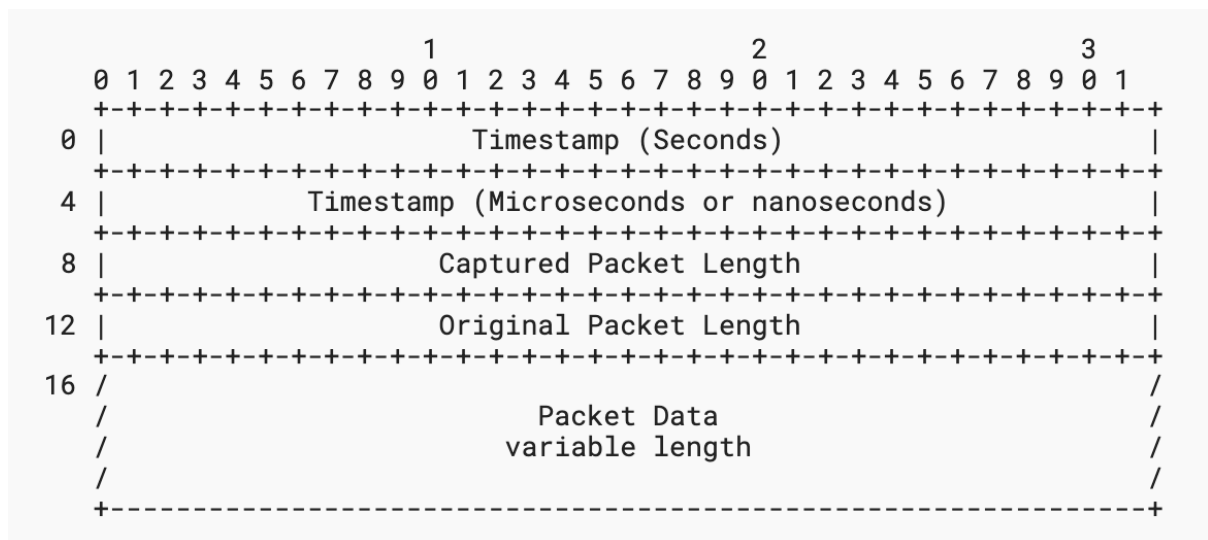 1                   2                   3
       0 1 2 3 4 5 6 7 8 9 0 1 2 3 4 5 6 7 8 9 0 1 2 3 4 5 6 7 8 9 0 1
      +-+-+-+-+-+-+-+-+-+-+-+-+-+-+-+-+-+-+-+-+-+-+-+-+-+-+-+-+-+-+-+-+
    0 |                      Timestamp (Seconds)                      |
      +-+-+-+-+-+-+-+-+-+-+-+-+-+-+-+-+-+-+-+-+-+-+-+-+-+-+-+-+-+-+-+-+
    4 |            Timestamp (Microseconds or nanoseconds)            |
      +-+-+-+-+-+-+-+-+-+-+-+-+-+-+-+-+-+-+-+-+-+-+-+-+-+-+-+-+-+-+-+-+
    8 |                    Captured Packet Length                     |
      +-+-+-+-+-+-+-+-+-+-+-+-+-+-+-+-+-+-+-+-+-+-+-+-+-+-+-+-+-+-+-+-+
   12 |                    Original Packet Length                     |
      +-+-+-+-+-+-+-+-+-+-+-+-+-+-+-+-+-+-+-+-+-+-+-+-+-+-+-+-+-+-+-+-+
   16 /                                                               /
      /                          Packet Data                          /
      /                        variable length                        /
      /                                                               /
      +---------------------------------------------------------------+